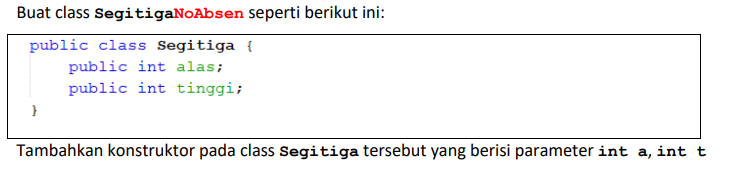 Buat class SegitigaNoAbsen seperti berikut ini:
public class Segitiga {
public int alas;
public int tinggi;
}
Tambahkan konstruktor pada class Segitiga tersebut yang berisi parameter int a, int t